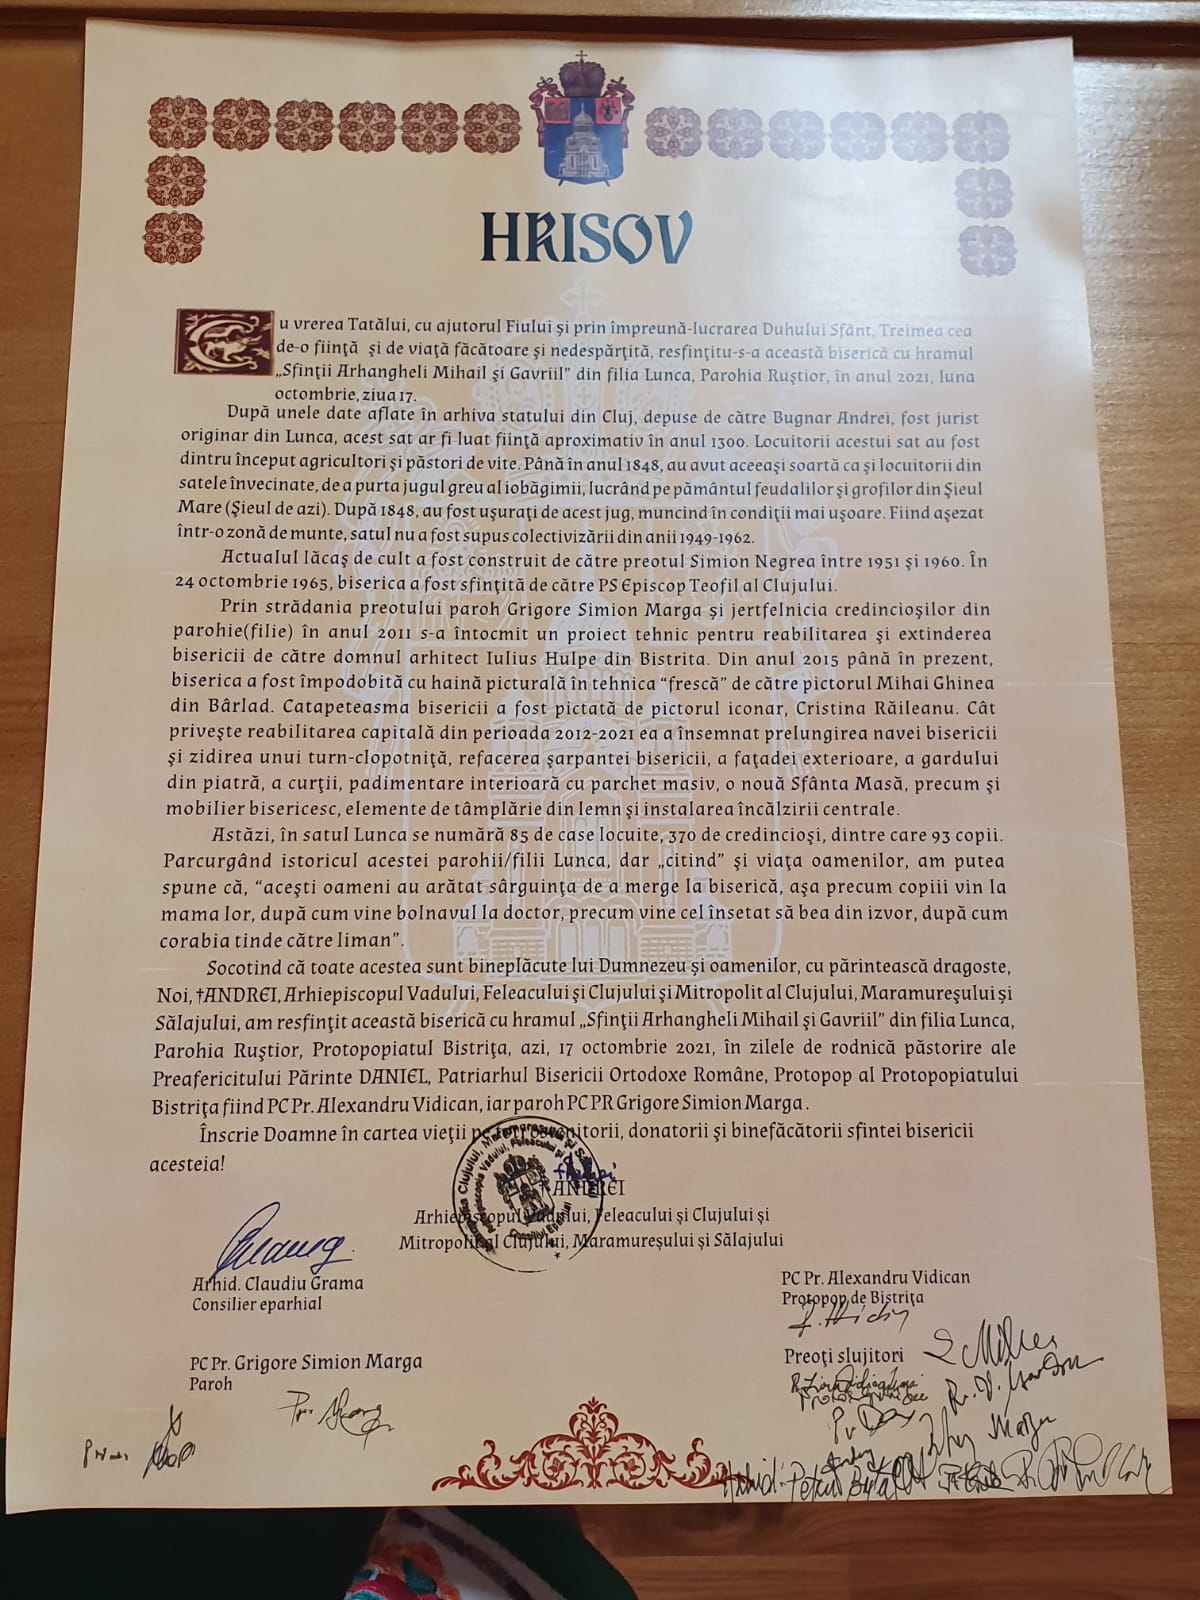 HRISOV
Cu vrerea Tatălui, cu ajutorul Fiului şi prin împreună-lucrarea Duhului Sfânt, Treimea cea
de-o fiinţă şi de viaţă făcătoare şi nedespărţită, resfinţitu-s-a această biserică cu hramul
„Sfinţii Arhangheli Mihail şi Gavriil” din filia Lunca, Parohia Ruştior, în anul 2021, luna
octombrie, ziua 17.
După unele date aflate în arhiva statului din Cluj, depuse de către Bugnar Andrei, fost jurist
originar din Lunca, acest sat ar fi luat fiinţă aproximativ în anul 1300. Locuitorii acestui sat au fost
dintru început agricultori şi păstori de vite. Până în anul 1848, au avut aceeaşi soartă ca şi locuitorii din
satele învecinate, de a purta jugul greu al iobăgimii, lucrând pe pământul feudalilor şi grofilor din Şieul
Mare (Şieul de azi). După 1848, au fost uşuraţi de acest jug, muncind în condiţii mai uşoare. Fiind aşezat
într-o zonă de munte, satul nu a fost supus colectivizării din anii 1949-1962.
Actualul lăcaş de cult a fost construit de către preotul Simion Negrea între 1951 şi 1960. În
24 octombrie 1965, biserica a fost sfinţită de către PS Episcop Teofil al Clujului.
Prin strădania preotului paroh Grigore Simion Marga şi jertfelnicia credincioşilor din
parohie(filie) în anul 2011 s-a întocmit un proiect tehnic pentru reabilitarea şi extinderea
bisericii de către domnul arhitect Iulius Hulpe din Bistrita. Din anul 2015 până în prezent,
biserica a fost împodobită cu haină picturală în tehnica “frescă” de către pictorul Mihai Ghinea
din Bârlad. Catapeteasma bisericii a fost pictată de pictorul iconar, Cristina Răileanu. Cât
priveşte reabilitarea capitală din perioada 2012-2021 ea a însemnat prelungirea navei bisericii
şi zidirea unui turn-clopotniţă, refacerea şarpantei bisericii, a faţadei exterioare, a gardului
din piatră, a curţii, padimentare interioară cu parchet masiv, o nouă Sfânta Masă, precum şi
mobilier bisericesc, elemente de tâmplărie din lemn şi instalarea încălzirii centrale.
Astăzi, în satul Lunca se numără 85 de case locuite, 370 de credincioşi, dintre care 93 copii.
Parcurgând istoricul acestei parohii/filii Lunca, dar „citind” şi viaţa oamenilor, am putea
spune că, “aceşti oameni au arătat sârguinţa de a merge la biserică, aşa precum copiii vin la
mama lor, după cum vine bolnavul la doctor, precum vine cel însetat să bea din izvor, după cum
corabia tinde către liman”.
Socotind că toate acestea sunt bineplăcute lui Dumnezeu şi oamenilor, cu părintească dragoste,
Noi, †ANDREI, Arhiepiscopul Vadului, Feleacului şi Clujului şi Mitropolit al Clujului, Maramureşului şi
Sălajului, am resfinţit această biserică cu hramul „Sfinţii Arhangheli Mihail şi Gavriil” din filia Lunca,
Parohia Ruştior, Protopopiatul Bistriţa, azi, 17 octombrie 2021, în zilele de rodnică păstorire ale
Preafericitului Părinte DANIEL, Patriarhul Bisericii Ortodoxe Române, Protopop al Protopopiatului
Bistriţa fiind PC Pr. Alexandru Vidican, iar paroh PC PR Grigore Simion Marga.
Înscrie Doamne în cartea vieţii pe toţi ostenitorii, donatorii şi binefăcătorii sfintei biserici
acesteia!
†ANDREI
Arhiepiscopul Vadului, Feleacului şi Clujului şi
Mitropolit al Clujului, Maramureşului şi Sălajului
Arhid. Claudiu Grama
Consilier eparhial
PC Pr. Alexandru Vidican
Protopop de Bistriţa
PC Pr. Grigore Simion Marga
Paroh
Preoţi slujitori